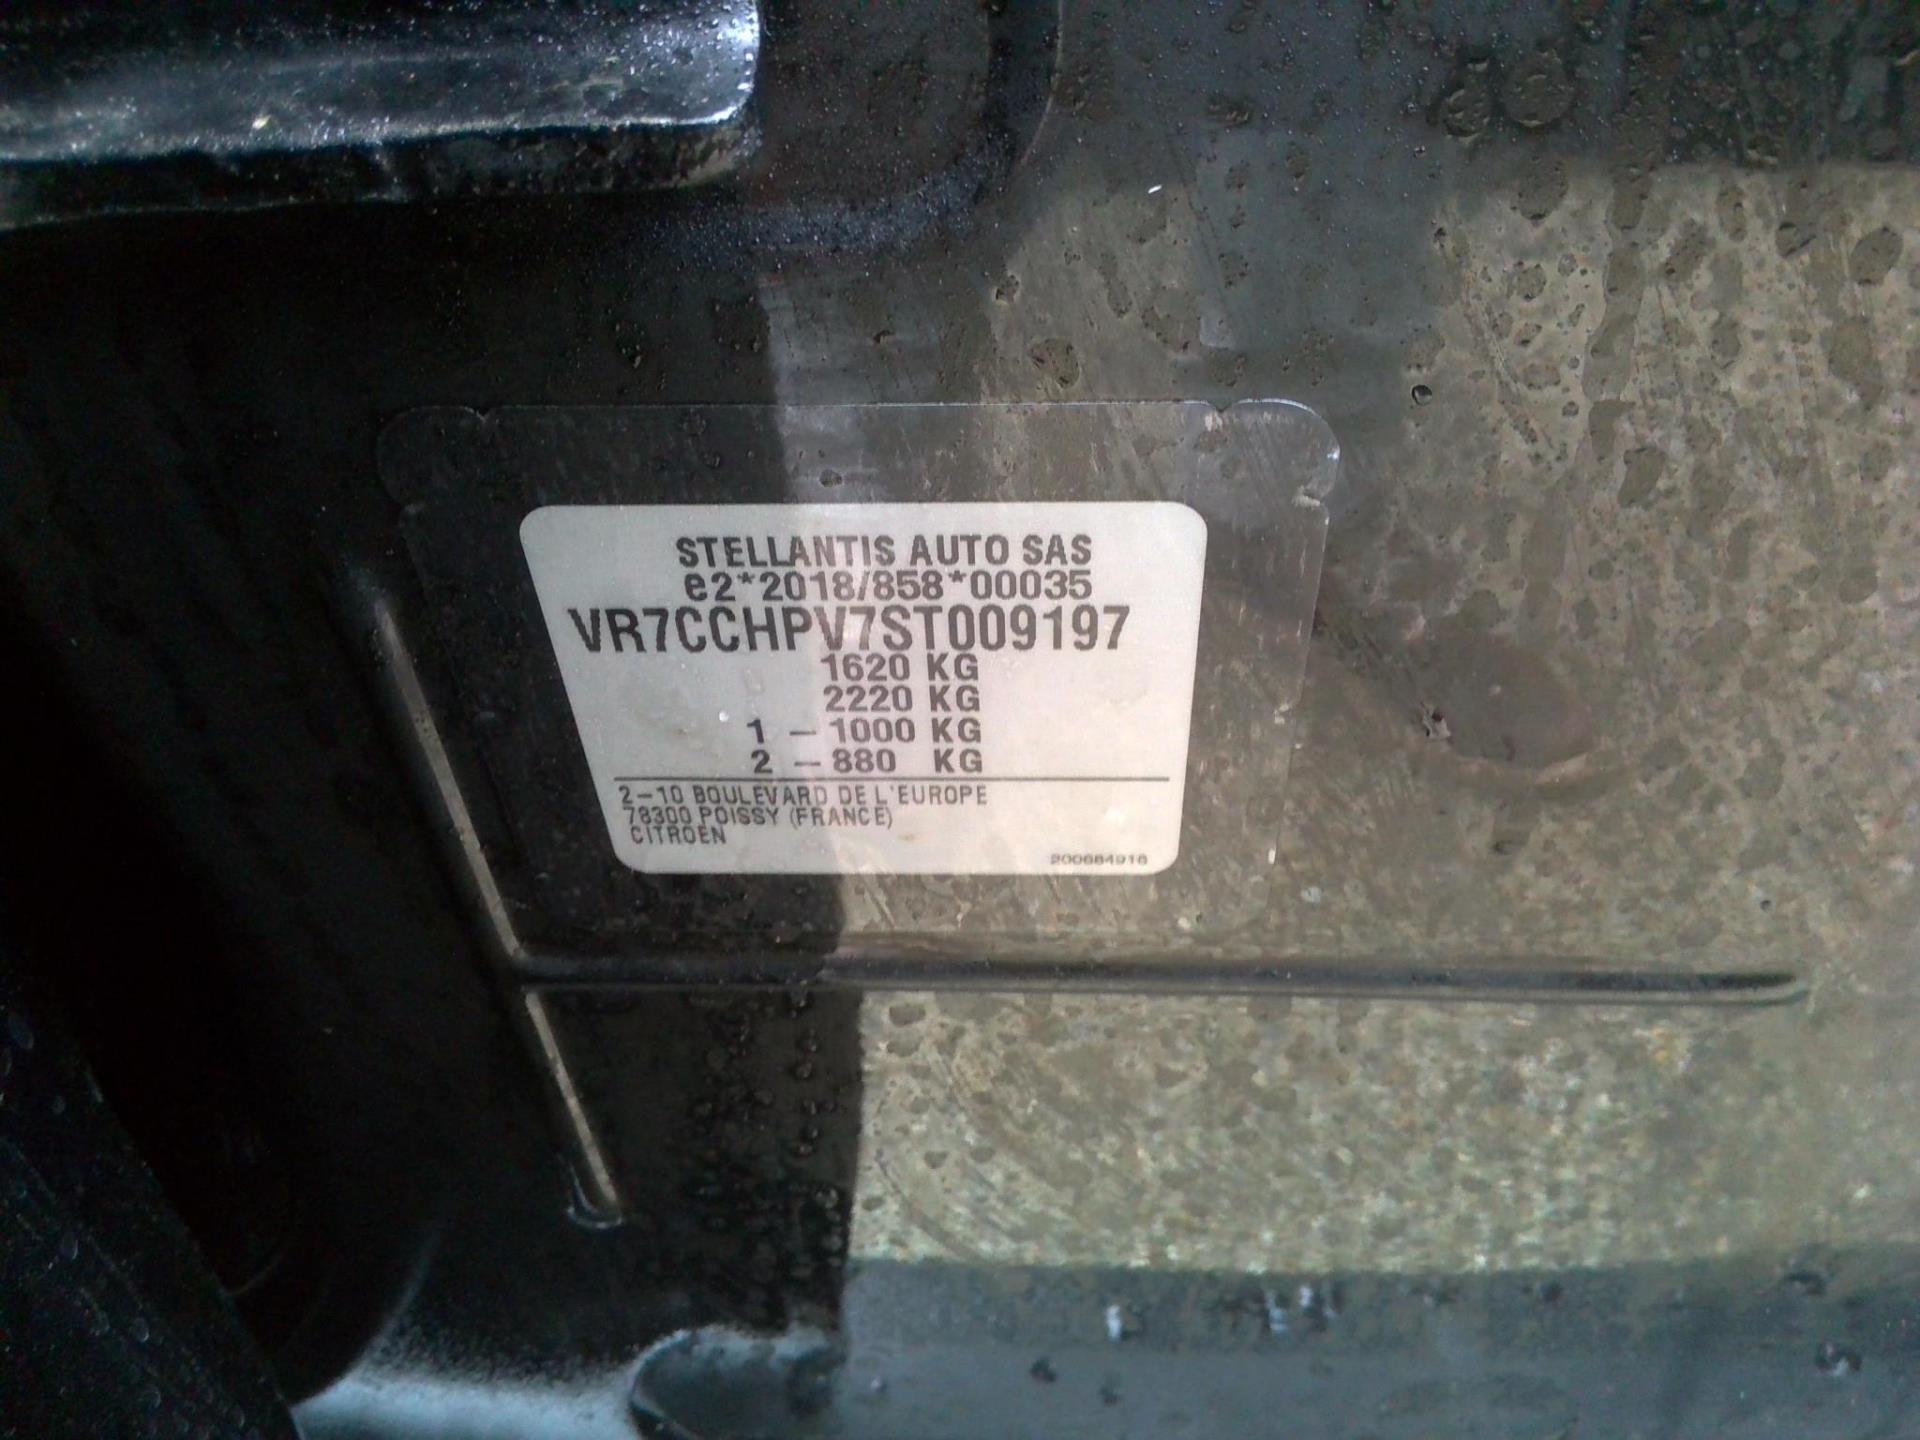 STELLANTIS AUTO SAS
e2*2018/858*00035
VR7CCHPV7ST009197
1620 KG
2220 KG
1 – 1000 KG
2 – 880 KG
2–10 BOULEVARD DE L'EUROPE
78300 POISSY (FRANCE)
CITROEN
200684916